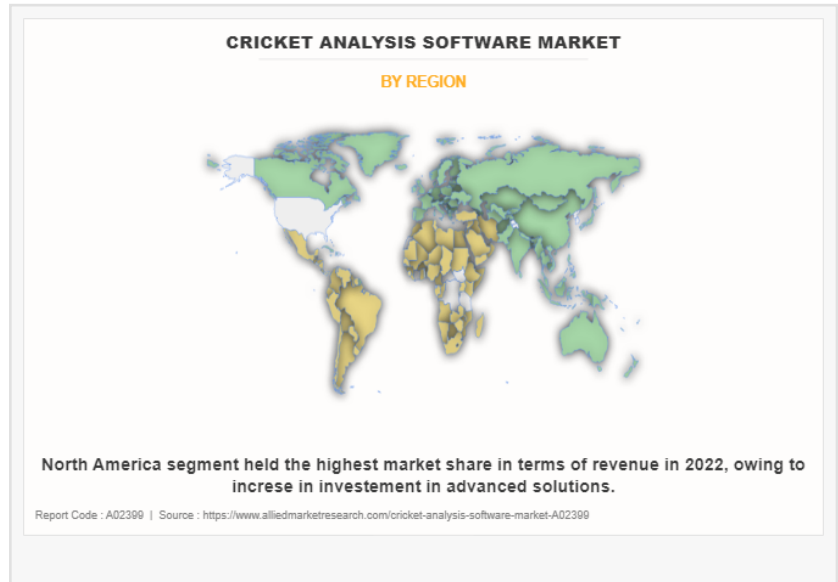 CRICKET ANALYSIS SOFTWARE MARKET
BY REGION
North America segment held the highest market share in terms of revenue in 2022, owing to
increse in investement in advanced solutions.
Report Code : A02399 | Source : https://www.alliedmarketresearch.com/cricket-analysis-software-market-A02399